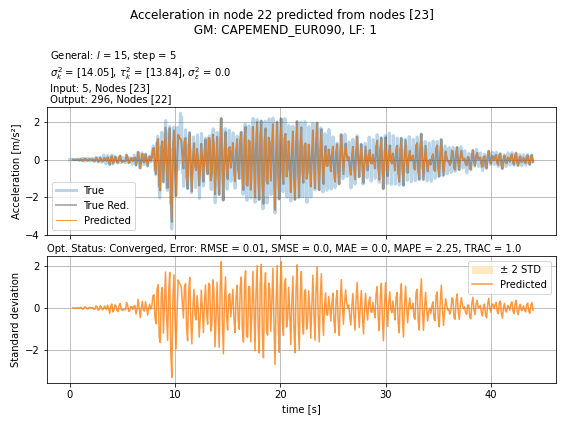 Acceleration in node 22 predicted from nodes [23]
GM: CAPEMEND_EUR090, LF: 1
General: l = 15, step = 5
σ²ₖ = [14.05], τ²ₖ = [13.84], σ²ε = 0.0
Input: 5, Nodes [23]
Output: 296, Nodes [22]
Acceleration [m/s²]
2
0
−2
−4
True
True Red.
Predicted
Opt. Status: Converged, Error: RMSE = 0.01, SMSE = 0.0, MAE = 0.0, MAPE = 2.25, TRAC = 1.0
Standard deviation
2
0
−2
± 2 STD
Predicted
0 10 20 30 40
time [s]